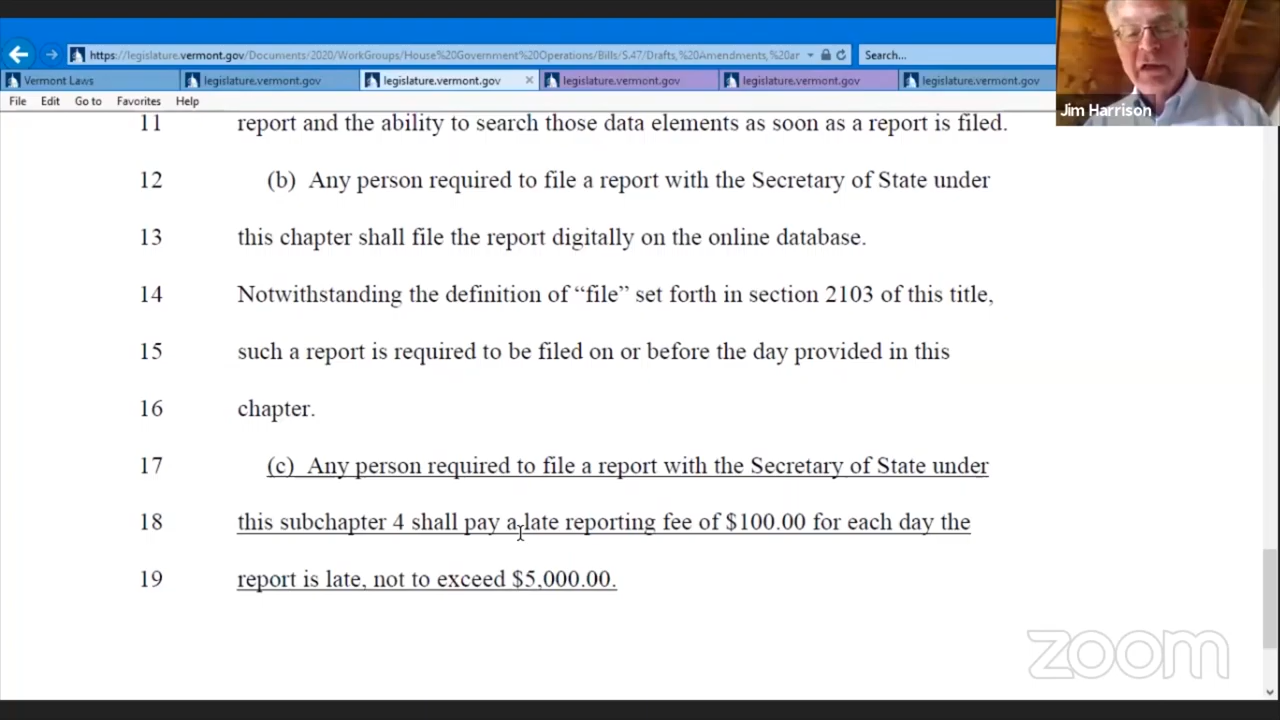 https://legislature.vermont.gov/Documents/2020/WorkGroups/House%20Government%20Operations/Bills/S.47/Drafts,%20Amendments,%20ar
Search...
Vermont Laws
legislature.vermont.gov
legislature.vermont.gov
legislature.vermont.gov
legislature.vermont.gov
legislature.vermont.gov
File Edit Go to Favorites Help
Jim Harrison
11 report and the ability to search those data elements as soon as a report is filed.
12 (b) Any person required to file a report with the Secretary of State under
13 this chapter shall file the report digitally on the online database.
14 Notwithstanding the definition of “file” set forth in section 2103 of this title,
15 such a report is required to be filed on or before the day provided in this
16 chapter.
17 (c) Any person required to file a report with the Secretary of State under
18 this subchapter 4 shall pay a late reporting fee of $100.00 for each day the
19 report is late, not to exceed $5,000.00.
zoom